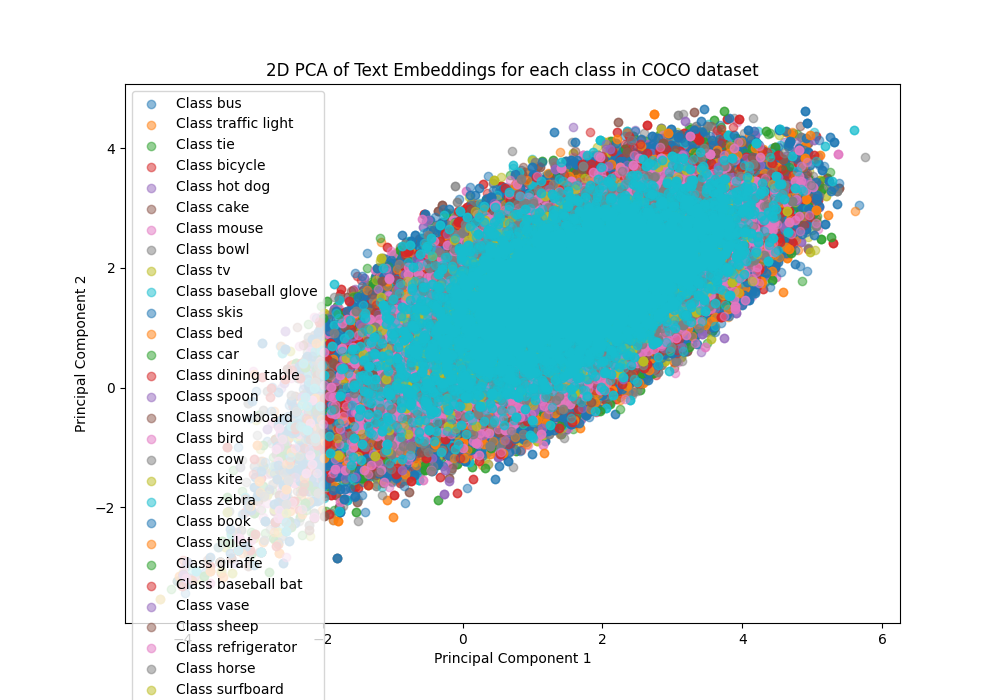 2D PCA of Text Embeddings for each class in COCO dataset
Class bus
Class traffic light
Class tie
Class bicycle
Class hot dog
Class cake
Class mouse
Class bowl
Class tv
Class baseball glove
Class skis
Class bed
Class car
Class dining table
Class spoon
Class snowboard
Class bird
Class cow
Class kite
Class zebra
Class book
Class toilet
Class giraffe
Class baseball bat
Class vase
Class sheep
Class refrigerator
Class horse
Class surfboard
4
2
0
−2
Principal Component 2
−4 −2 0 2 4 6
Principal Component 1